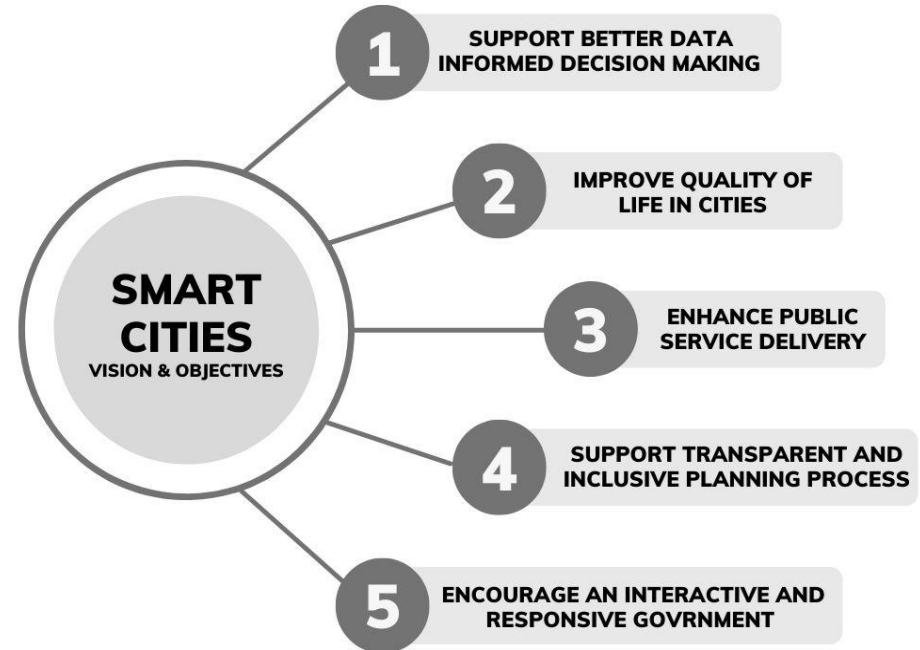 SMART
CITIES
VISION & OBJECTIVES
1
SUPPORT BETTER DATA
INFORMED DECISION MAKING
2
IMPROVE QUALITY OF
LIFE IN CITIES
3
ENHANCE PUBLIC
SERVICE DELIVERY
4
SUPPORT TRANSPARENT AND
INCLUSIVE PLANNING PROCESS
5
ENCOURAGE AN INTERACTIVE AND
RESPONSIVE GOVRNMENT